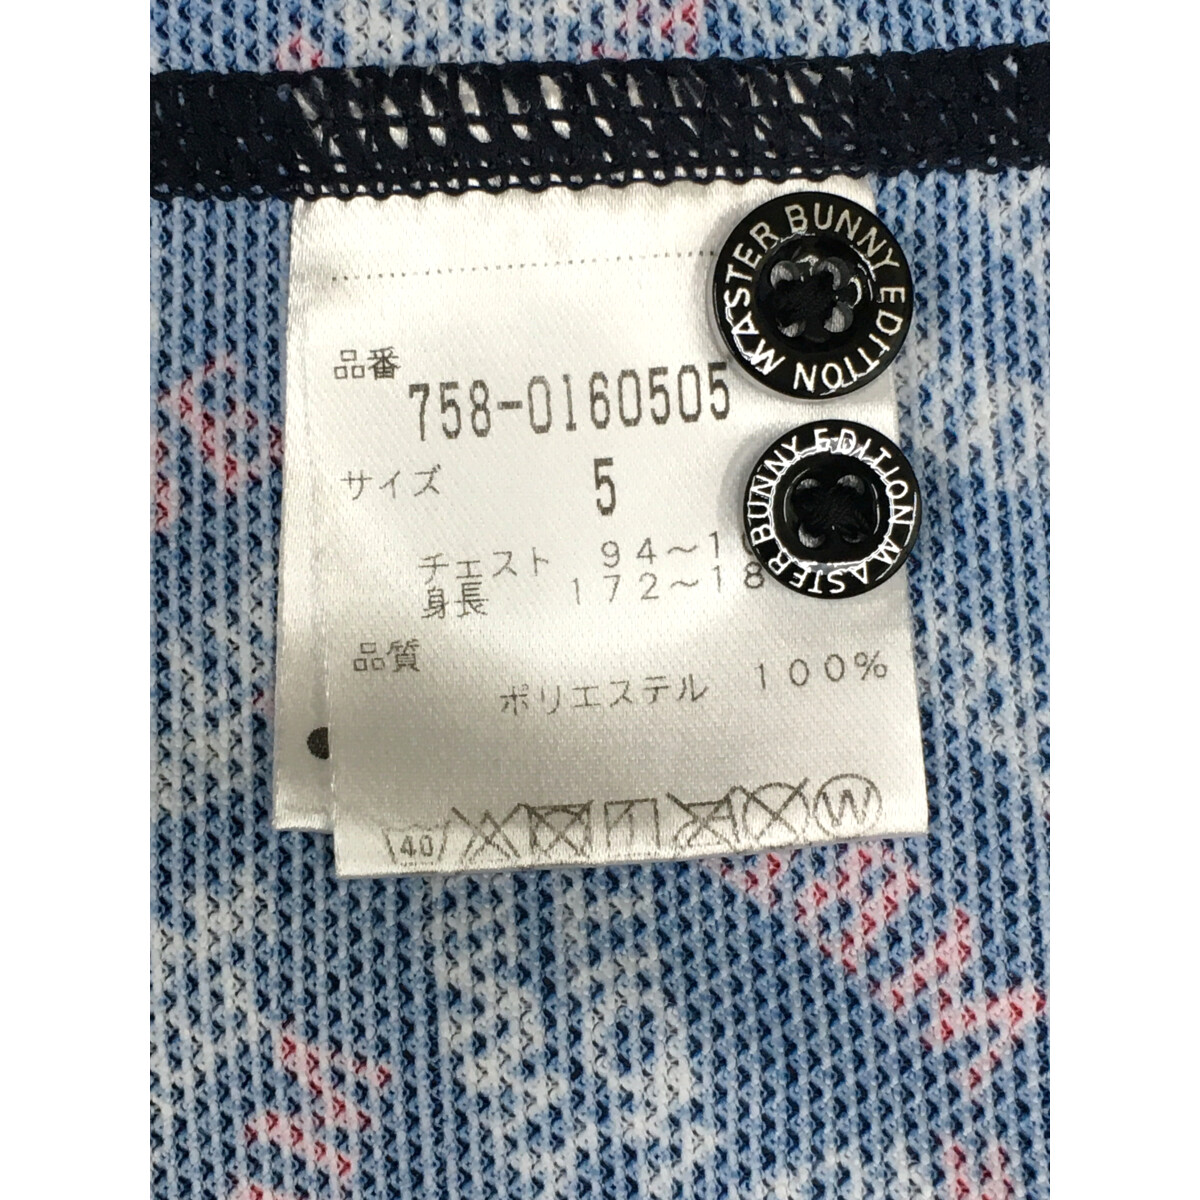 品番
758-0160505
サイズ 5
チェスト 94～1
身長 172～18
品質
ポリエステル 100%
40
W
MASTER BUNNY EDITION
MASTER BUNNY EDITION